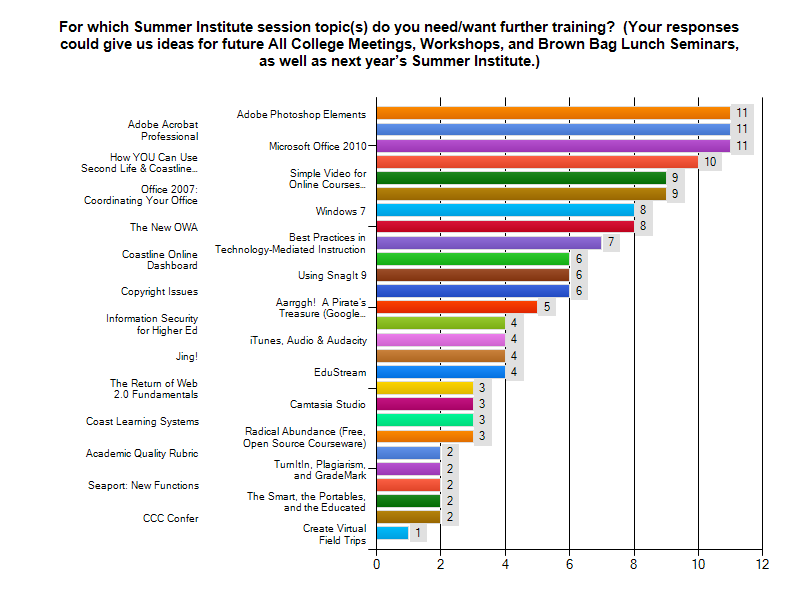 For which Summer Institute session topic(s) do you need/want further training?  (Your responses
could give us ideas for future All College Meetings, Workshops, and Brown Bag Lunch Seminars,
as well as next year's Summer Institute.)
Adobe Photoshop Elements
11
Adobe Acrobat
Professional
11
Microsoft Office 2010
11
How YOU Can Use
Second Life & Coastline...
10
Simple Video for
Online Courses...
9
Office 2007:
Coordinating Your Office
9
Windows 7
8
The New OWA
8
Best Practices in
Technology-Mediated Instruction
7
Coastline Online
Dashboard
6
Using SnagIt 9
6
Copyright Issues
6
Aarrggh!  A Pirate's
Treasure (Google...
5
Information Security
for Higher Ed
4
iTunes, Audio & Audacity
4
Jing!
4
EduStream
4
The Return of Web
2.0 Fundamentals
3
Camtasia Studio
3
Coast Learning Systems
3
Radical Abundance (Free,
Open Source Courseware)
3
Academic Quality Rubric
2
TurnItIn, Plagiarism,
and GradeMark
2
Seaport: New Functions
2
The Smart, the Portables,
and the Educated
2
CCC Confer
2
Create Virtual
Field Trips
1
0 2 4 6 8 10 12